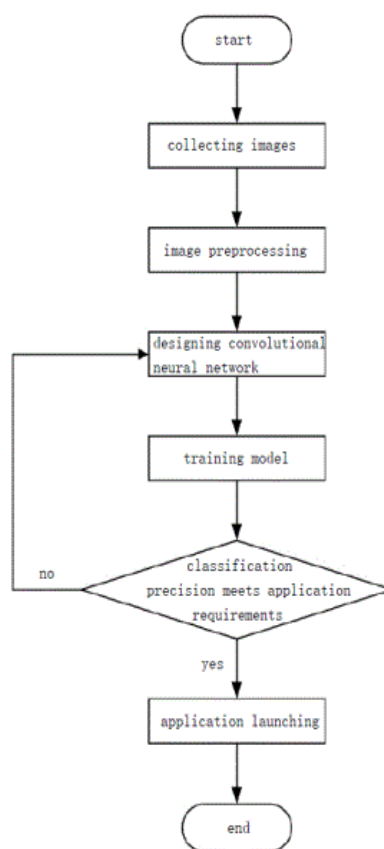 start
collecting images
image preprocessing
designing convolutional
neural network
training model
classification
precision meets application
requirements
no
yes
application launching
end